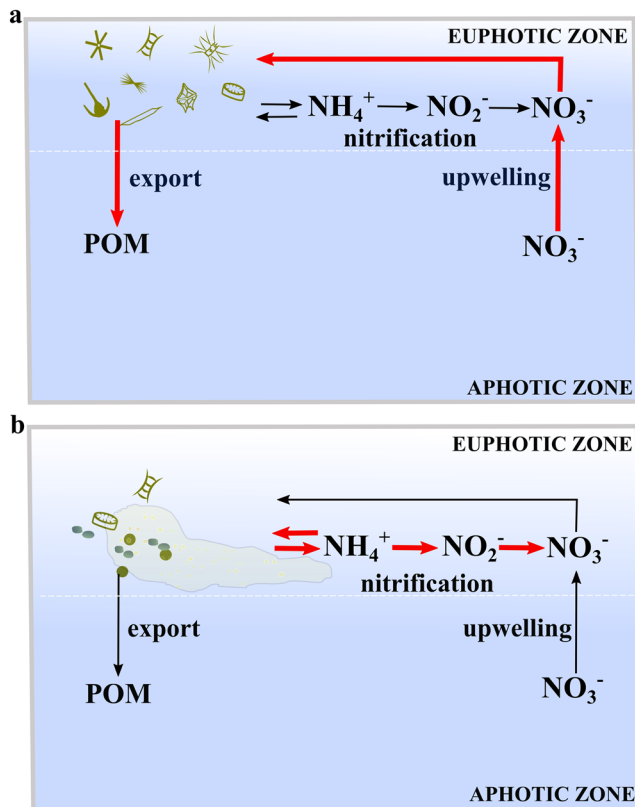 a
EUPHOTIC ZONE
NH₄⁺ NO₂⁻ NO₃⁻
nitrification
export upwelling
POM NO₃⁻
APHOTIC ZONE
b
EUPHOTIC ZONE
NH₄⁺ NO₂⁻ NO₃⁻
nitrification
export upwelling
POM NO₃⁻
APHOTIC ZONE